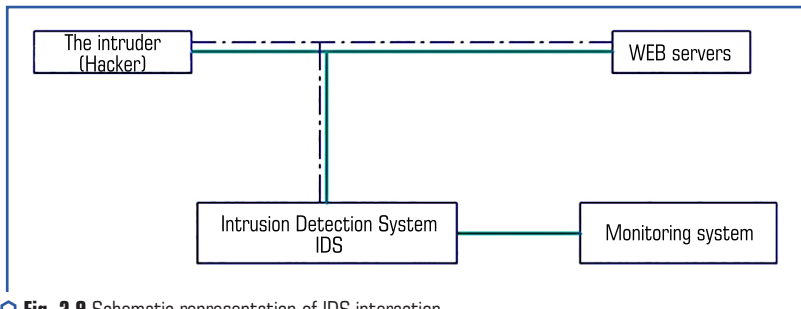 The intruder
(Hacker)
WEB servers
Intrusion Detection System
IDS
Monitoring system
Fig. 2.9 Schematic representation of IDS interaction